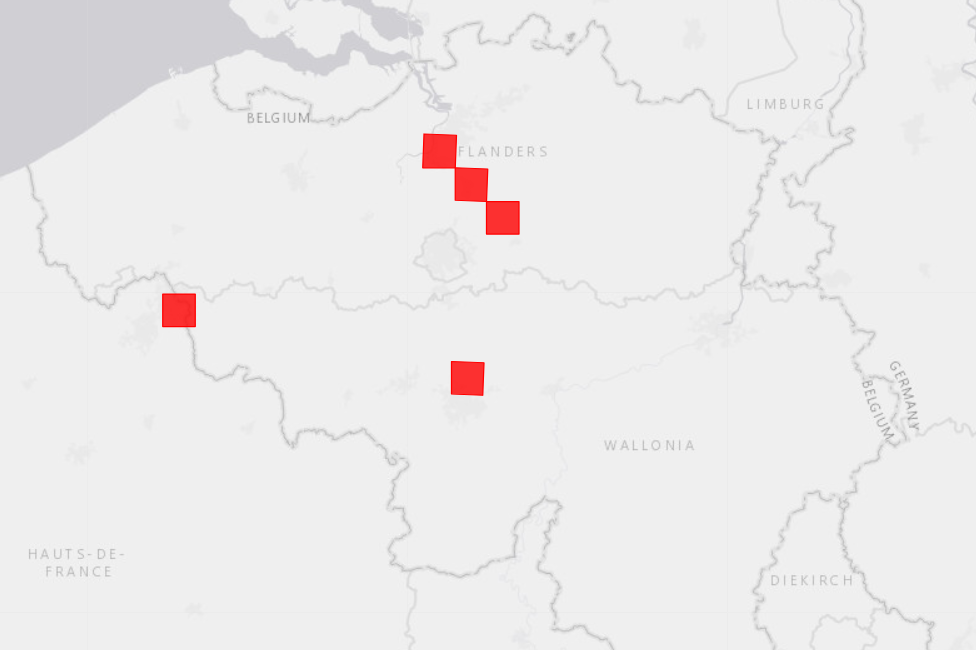 LIMBURG
BELGIUM
FLANDERS
GERMANY
BELGIUM
WALLONIA
HAUTS-DE-
FRANCE
DIEKIRCH